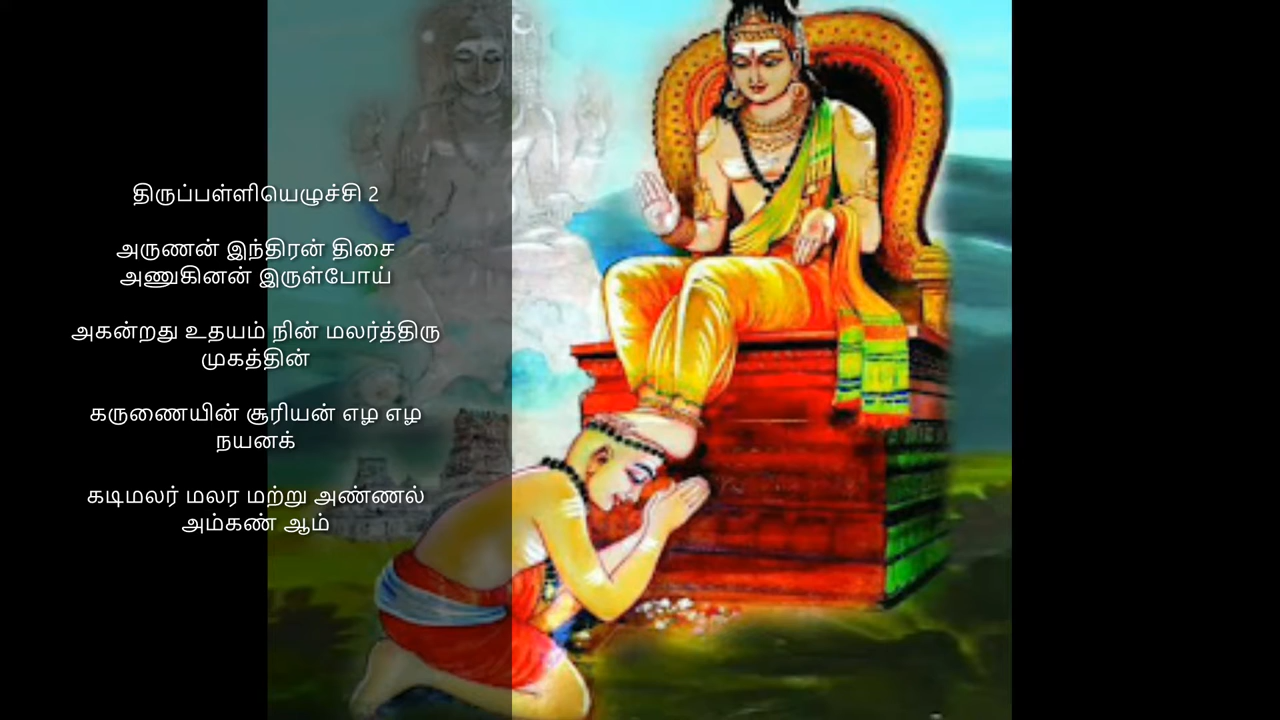 திருப்பள்ளியெழுச்சி 2
அருணன் இந்திரன் திசை
அணுகினன் இருள்போய்
அகன்றது உதயம் நின் மலர்த்திரு
முகத்தின்
கருணையின் சூரியன் எழ எழ
நயனக்
கடிமலர் மலர மற்று அண்ணல்
அம்கண் ஆம்